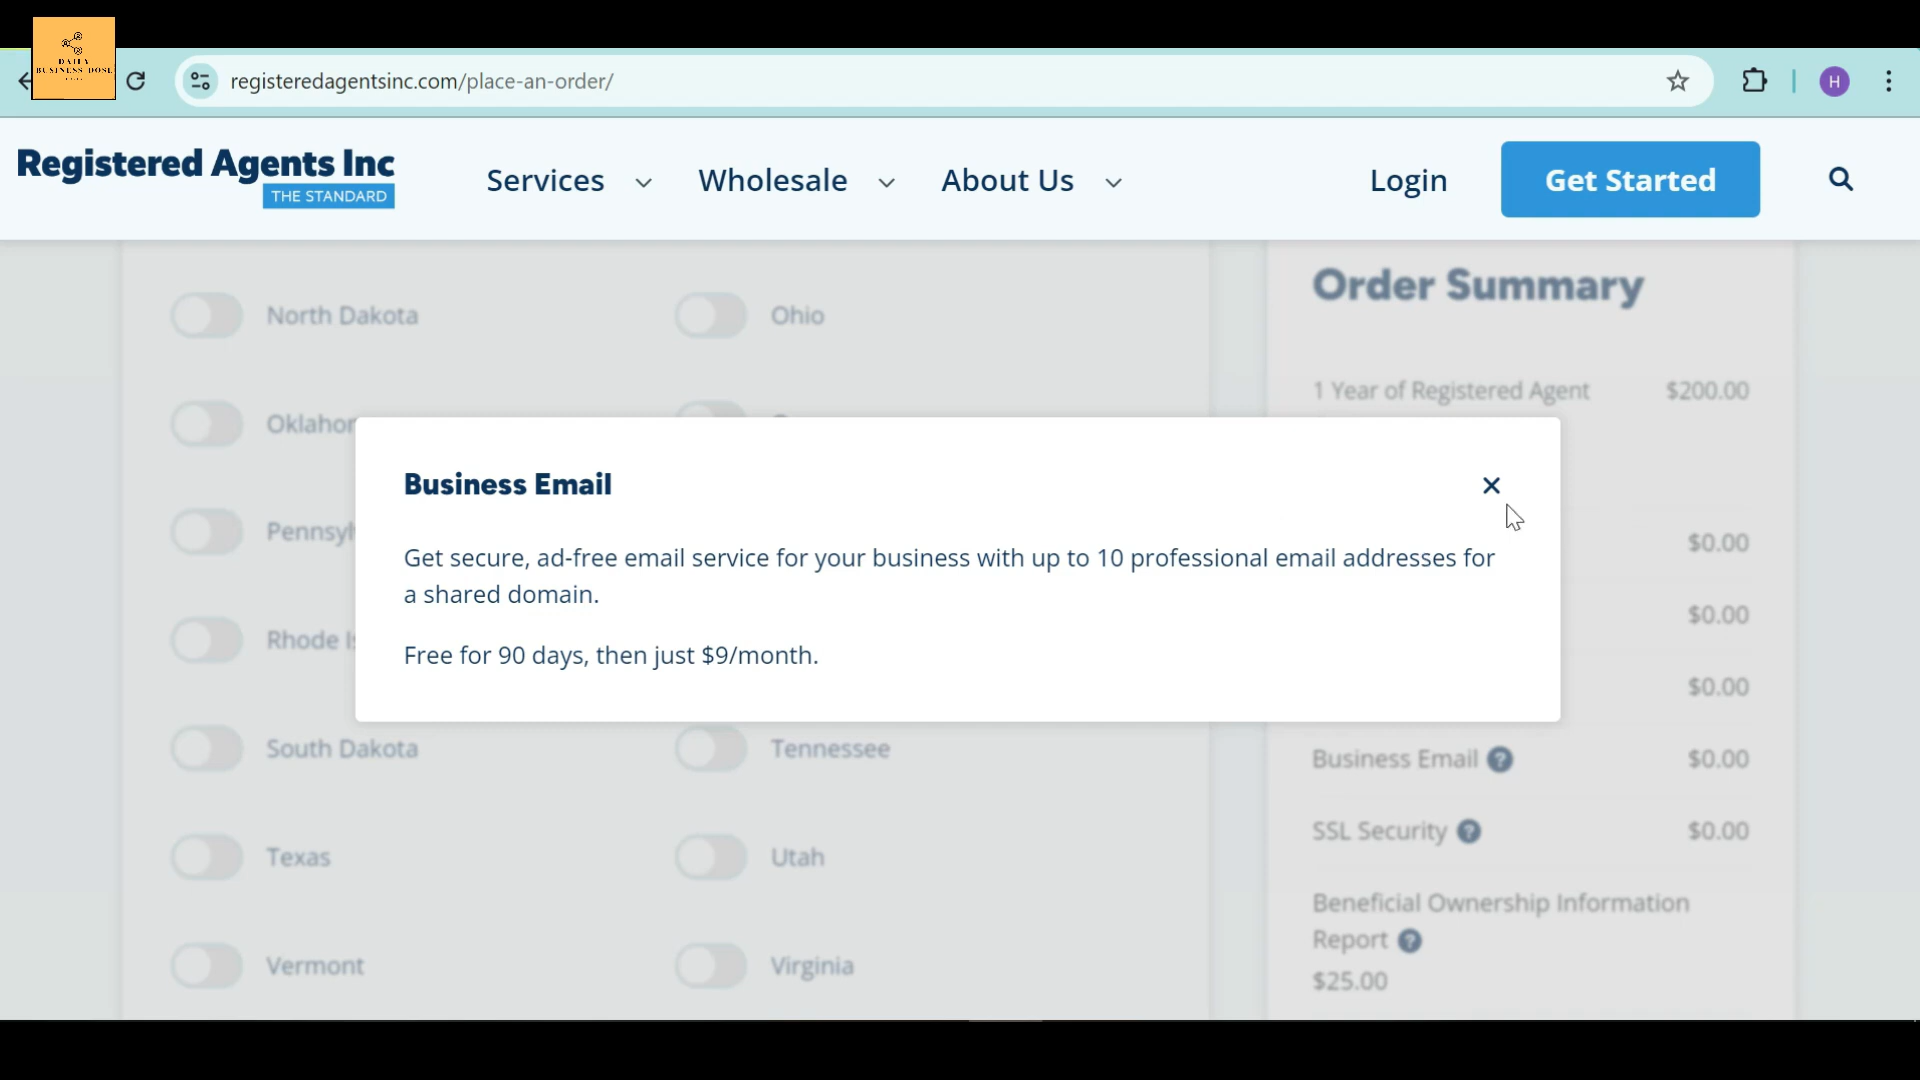 DAILY
BUSINESS DOSE
registeredagentsinc.com/place-an-order/
H
Registered Agents Inc
THE STANDARD
Services
Wholesale
About Us
Login
Get Started
Order Summary
North Dakota
Ohio
1 Year of Registered Agent $200.00
Business Email
Get secure, ad-free email service for your business with up to 10 professional email addresses for
a shared domain.
Free for 90 days, then just $9/month.
$0.00
$0.00
$0.00
South Dakota
Tennessee
Business Email ? $0.00
Texas
Utah
SSL Security ? $0.00
Vermont
Virginia
Beneficial Ownership Information
Report ?
$25.00